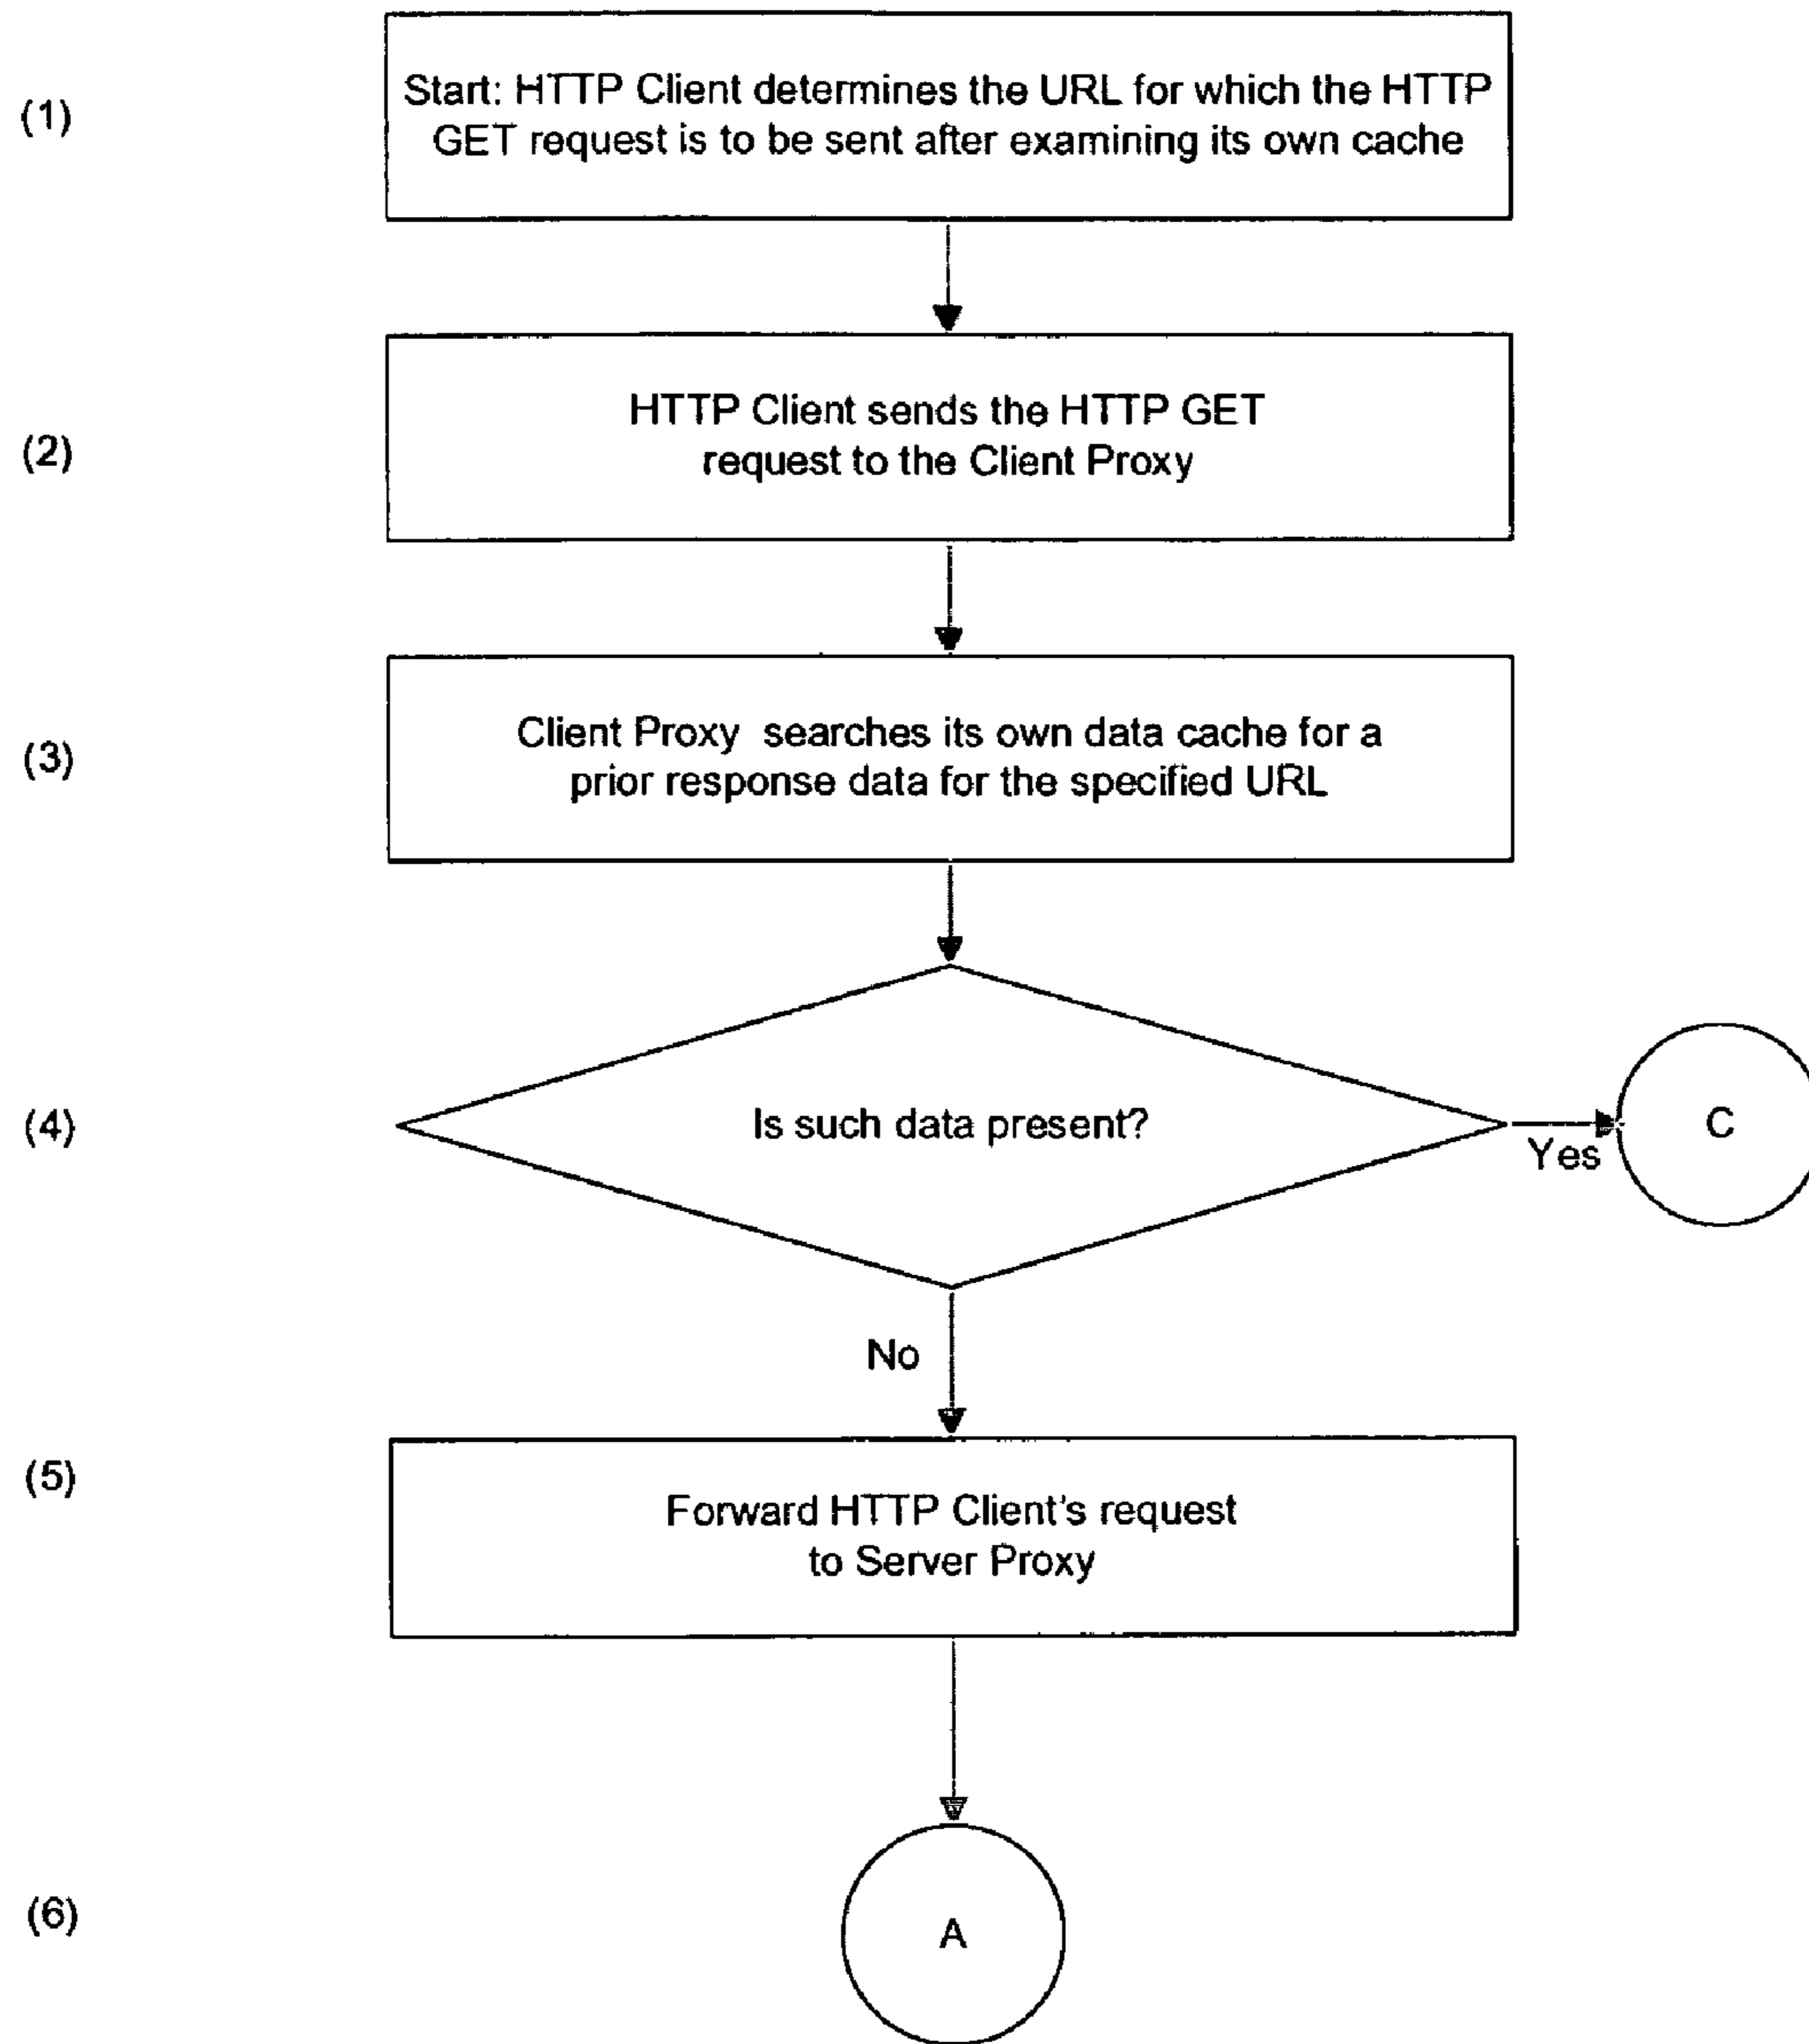 (1)
Start: HTTP Client determines the URL for which the HTTP
GET request is to be sent after examining its own cache
(2)
HTTP Client sends the HTTP GET
request to the Client Proxy
(3)
Client Proxy searches its own data cache for a
prior response data for the specified URL
(4)
Is such data present?
Yes
C
No
(5)
Forward HTTP Client's request
to Server Proxy
(6)
A